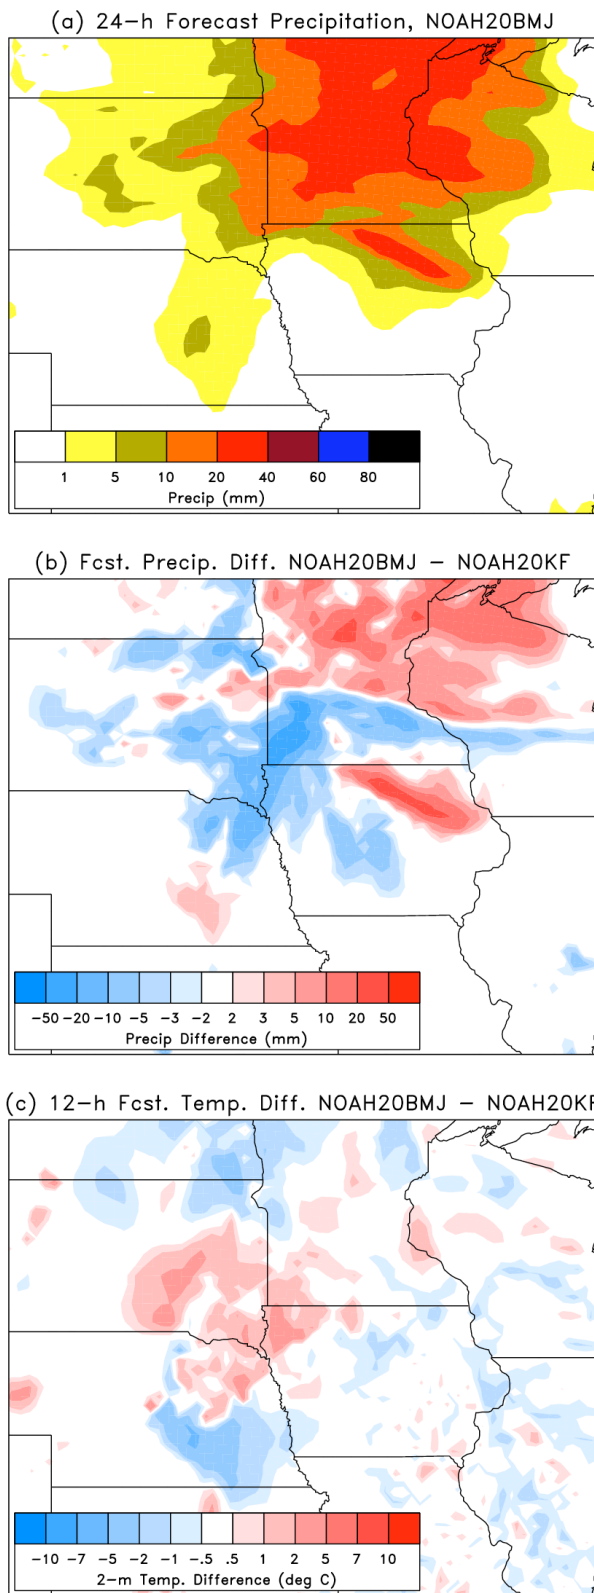 (a) 24-h Forecast Precipitation, NOAH20BMJ
1 5 10 20 40 60 80
Precip (mm)
(b) Fcst. Precip. Diff. NOAH20BMJ - NOAH20KF
-50 -20 -10 -5 -3 -2 2 3 5 10 20 50
Precip Difference (mm)
(c) 12-h Fcst. Temp. Diff. NOAH20BMJ - NOAH20KF
-10 -7 -5 -2 -1 -.5 .5 1 2 5 7 10
2-m Temp. Difference (deg C)